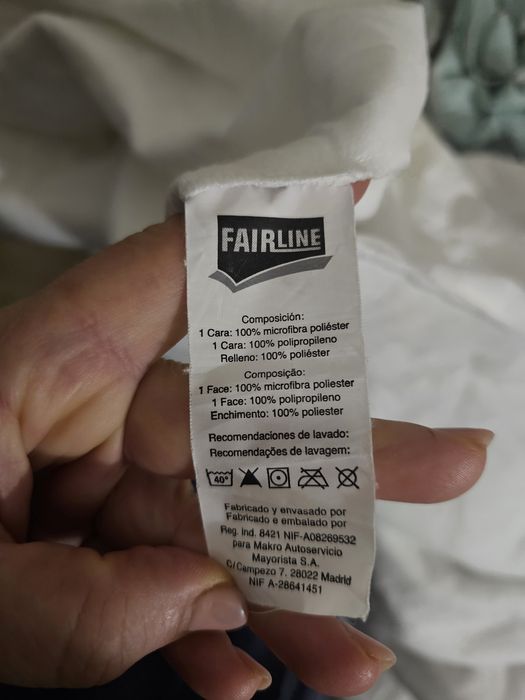 FAIRLINE
Composición:
1 Cara: 100% microfibra poliéster
1 Cara: 100% polipropileno
Relleno: 100% poliéster
Composição:
1 Face: 100% microfibra poliester
1 Face: 100% polipropileno
Enchimento: 100% poliester
Recomendaciones de lavado:
Recomendações de lavagem:
40°
Fabricado y envasado por
Fabricado e embalado por
Reg. ind. 8421 NIF-A08269532
para Makro Autoservicio
Mayorista S.A.
C/Campezo 7. 28022 Madrid
NIF A-28641451